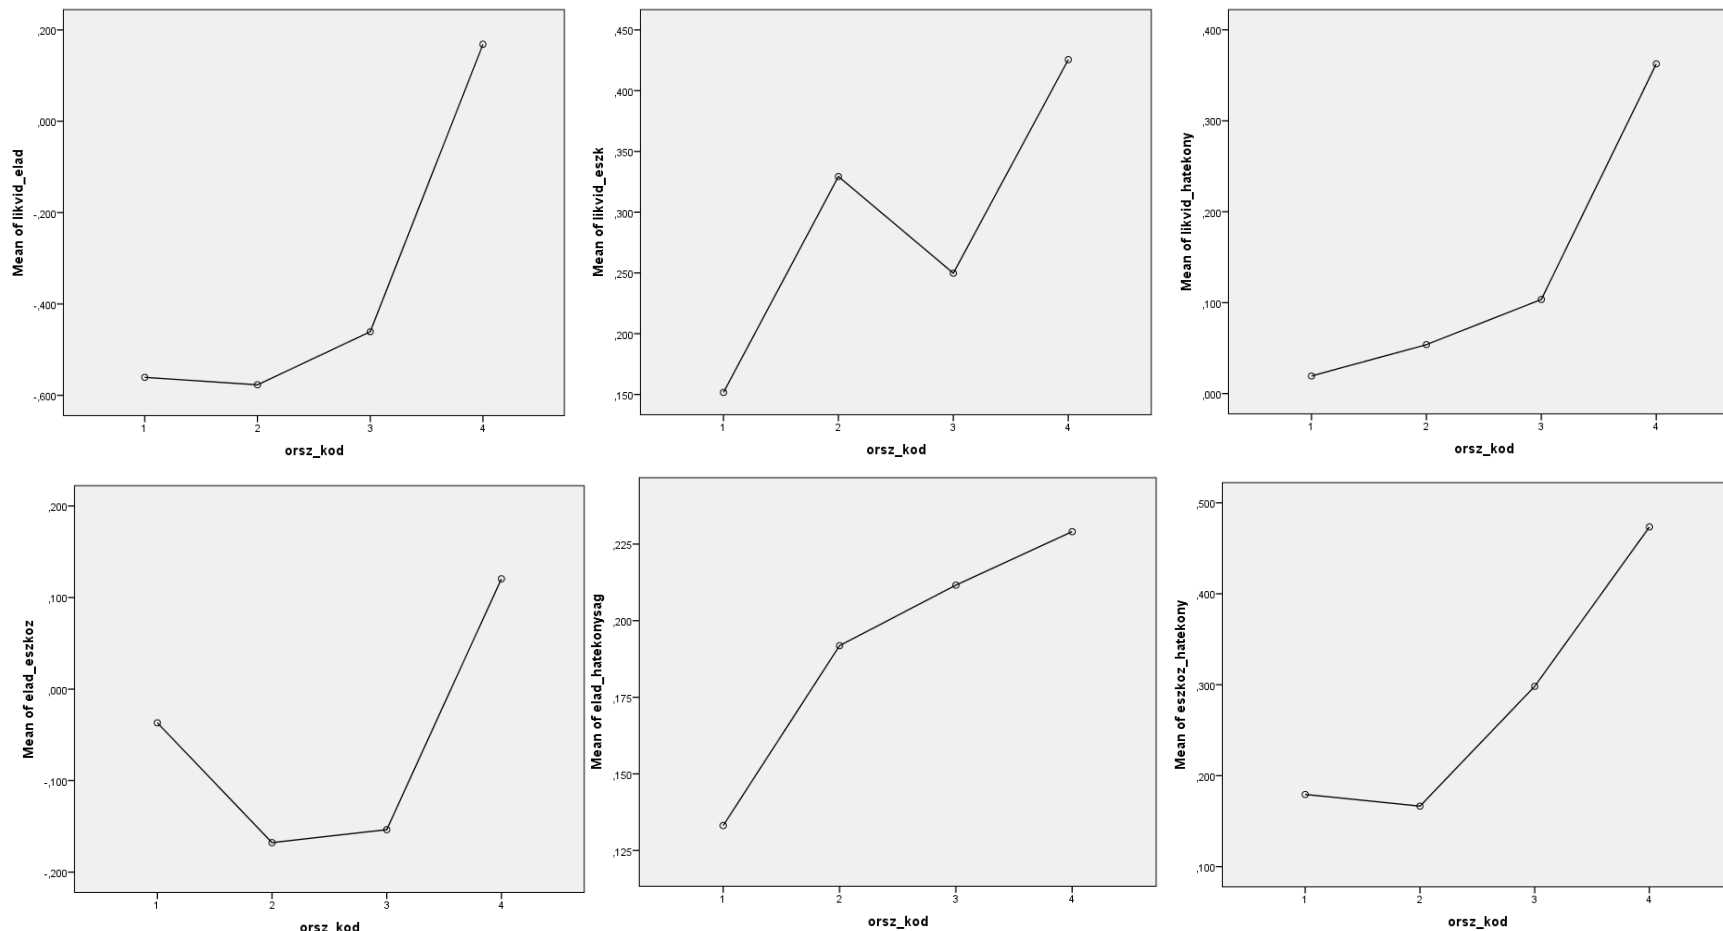 Mean of likvid_elad
,200
,000
-,200
-,400
-,600
1 2 3 4
orsz_kod
Mean of likvid_eszk
,450
,400
,350
,300
,250
,200
,150
1 2 3 4
orsz_kod
Mean of likvid_hatekony
,400
,300
,200
,100
,000
1 2 3 4
orsz_kod
Mean of elad_eszkoz
,200
,100
,000
-,100
-,200
1 2 3 4
orsz_kod
Mean of elad_hatekonysag
,225
,200
,175
,150
,125
1 2 3 4
orsz_kod
Mean of eszkoz_hatekony
,500
,400
,300
,200
,100
1 2 3 4
orsz_kod